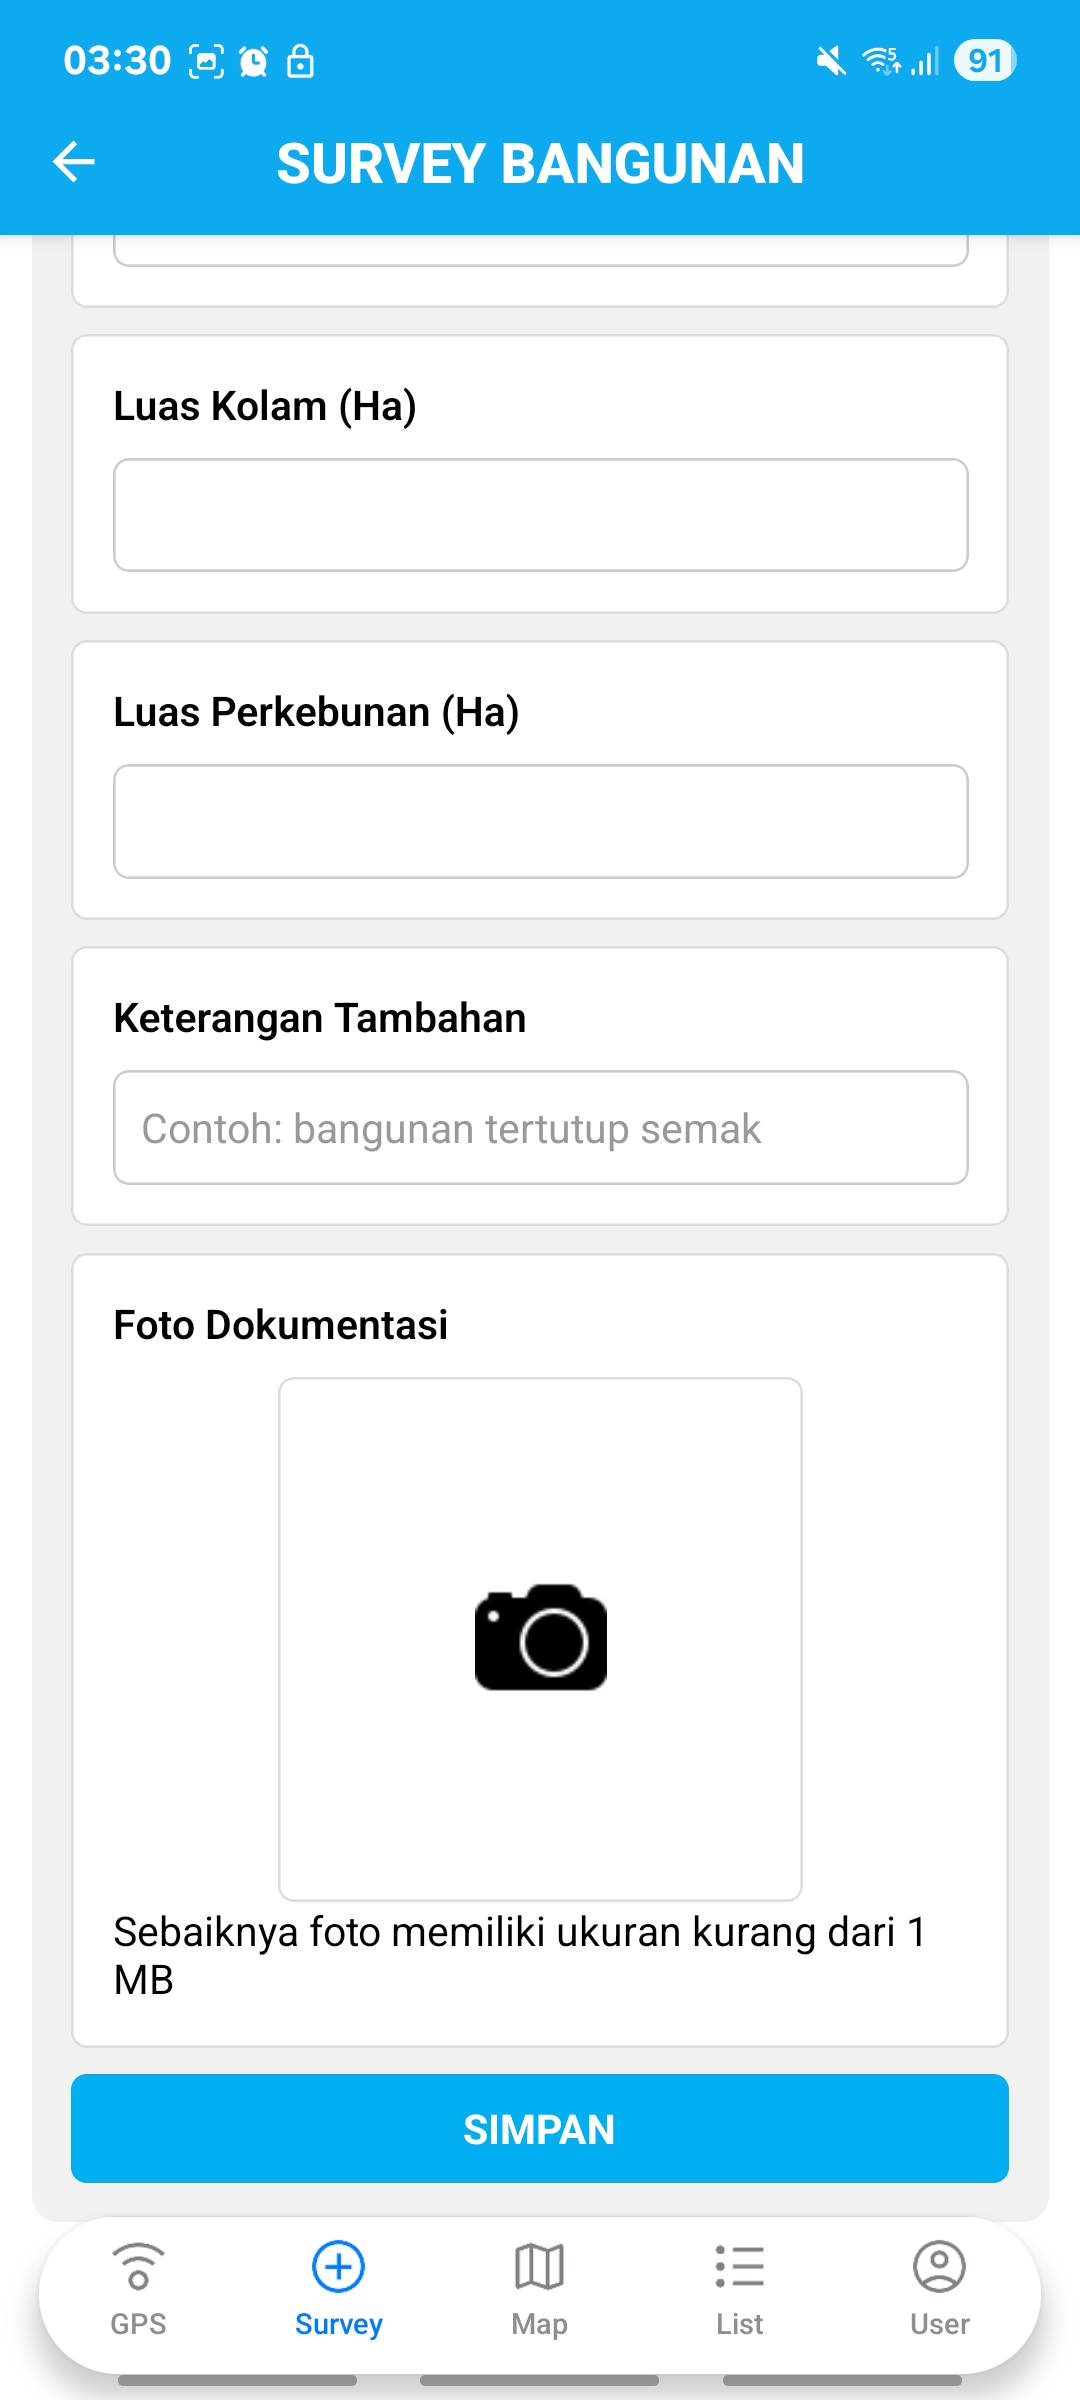 03:30
91
SURVEY BANGUNAN
Luas Kolam (Ha)
Luas Perkebunan (Ha)
Keterangan Tambahan
Contoh: bangunan tertutup semak
Foto Dokumentasi
Sebaiknya foto memiliki ukuran kurang dari 1
MB
SIMPAN
GPS
Survey
Map
List
User